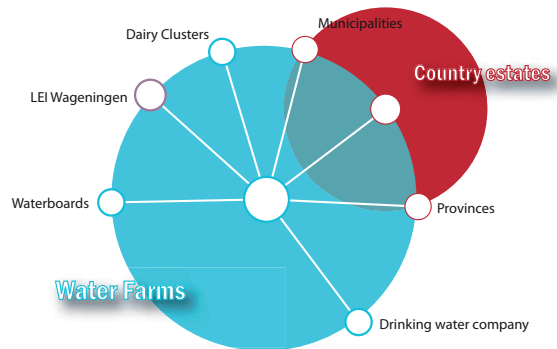 Municipalities
Dairy Clusters
Country estates
LEI Wageningen
Waterboards
Provinces
Water Farms
Drinking water company